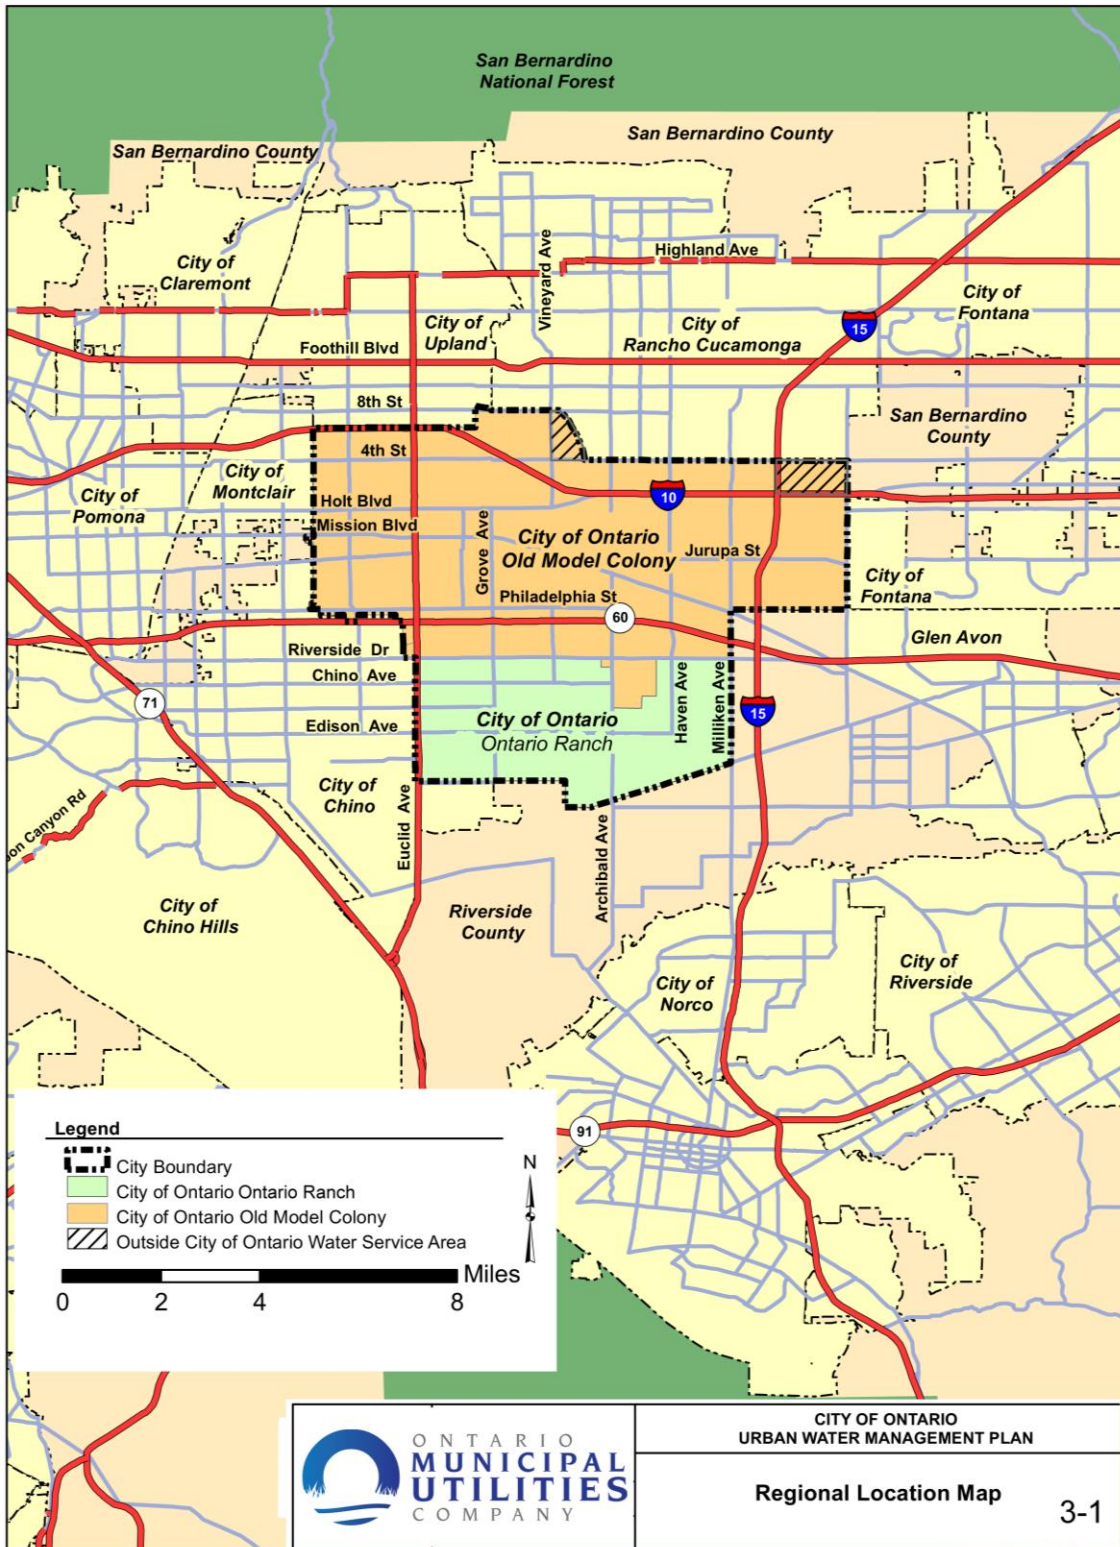 San Bernardino
National Forest
San Bernardino County
San Bernardino County
Highland Ave
Vineyard Ave
City of
Claremont
City of
Fontana
City of
Upland
City of
Rancho Cucamonga
15
Foothill Blvd
8th St
San Bernardino
County
4th St
City of
Montclair
City of
Pomona
10
Holt Blvd
Mission Blvd
Grove Ave
City of Ontario
Old Model Colony
Jurupa St
City of
Fontana
Philadelphia St
60
Glen Avon
Riverside Dr
Chino Ave
Haven Ave
Milliken Ave
71
15
Edison Ave
City of Ontario
Ontario Ranch
City of
Chino
Euclid Ave
Archibald Ave
Canyon Rd
City of
Chino Hills
Riverside
County
City of
Riverside
City of
Norco
91
Legend
City Boundary
City of Ontario Ontario Ranch
City of Ontario Old Model Colony
Outside City of Ontario Water Service Area
N
Miles
0 2 4 8
ONTARIO
MUNICIPAL
UTILITIES
COMPANY
CITY OF ONTARIO
URBAN WATER MANAGEMENT PLAN
Regional Location Map
3-1